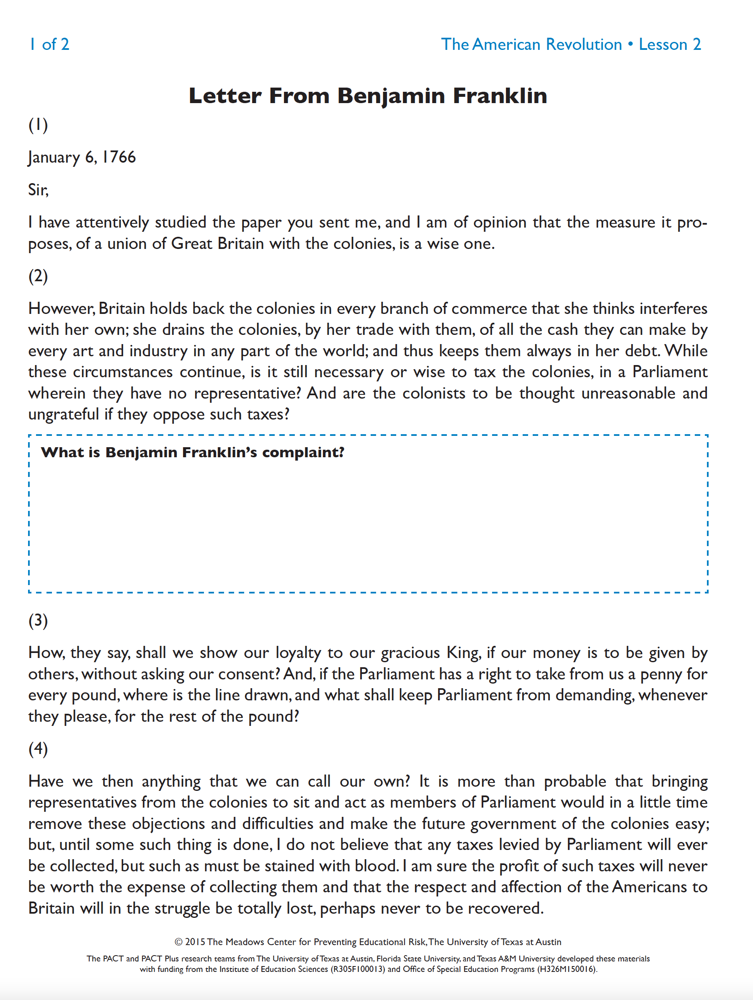 1 of 2
The American Revolution • Lesson 2
Letter From Benjamin Franklin
(1)
January 6, 1766
Sir,
I have attentively studied the paper you sent me, and I am of opinion that the measure it pro-
poses, of a union of Great Britain with the colonies, is a wise one.
(2)
However, Britain holds back the colonies in every branch of commerce that she thinks interferes
with her own; she drains the colonies, by her trade with them, of all the cash they can make by
every art and industry in any part of the world; and thus keeps them always in her debt. While
these circumstances continue, is it still necessary or wise to tax the colonies, in a Parliament
wherein they have no representative? And are the colonists to be thought unreasonable and
ungrateful if they oppose such taxes?
What is Benjamin Franklin’s complaint?
(3)
How, they say, shall we show our loyalty to our gracious King, if our money is to be given by
others, without asking our consent? And, if the Parliament has a right to take from us a penny for
every pound, where is the line drawn, and what shall keep Parliament from demanding, whenever
they please, for the rest of the pound?
(4)
Have we then anything that we can call our own? It is more than probable that bringing
representatives from the colonies to sit and act as members of Parliament would in a little time
remove these objections and difficulties and make the future government of the colonies easy;
but, until some such thing is done, I do not believe that any taxes levied by Parliament will ever
be collected, but such as must be stained with blood. I am sure the profit of such taxes will never
be worth the expense of collecting them and that the respect and affection of the Americans to
Britain will in the struggle be totally lost, perhaps never to be recovered.
© 2015 The Meadows Center for Preventing Educational Risk, The University of Texas at Austin
The PACT and PACT Plus research teams from The University of Texas at Austin, Florida State University, and Texas A&M University developed these materials
with funding from the Institute of Education Sciences (R305F100013) and Office of Special Education Programs (H326M150016).